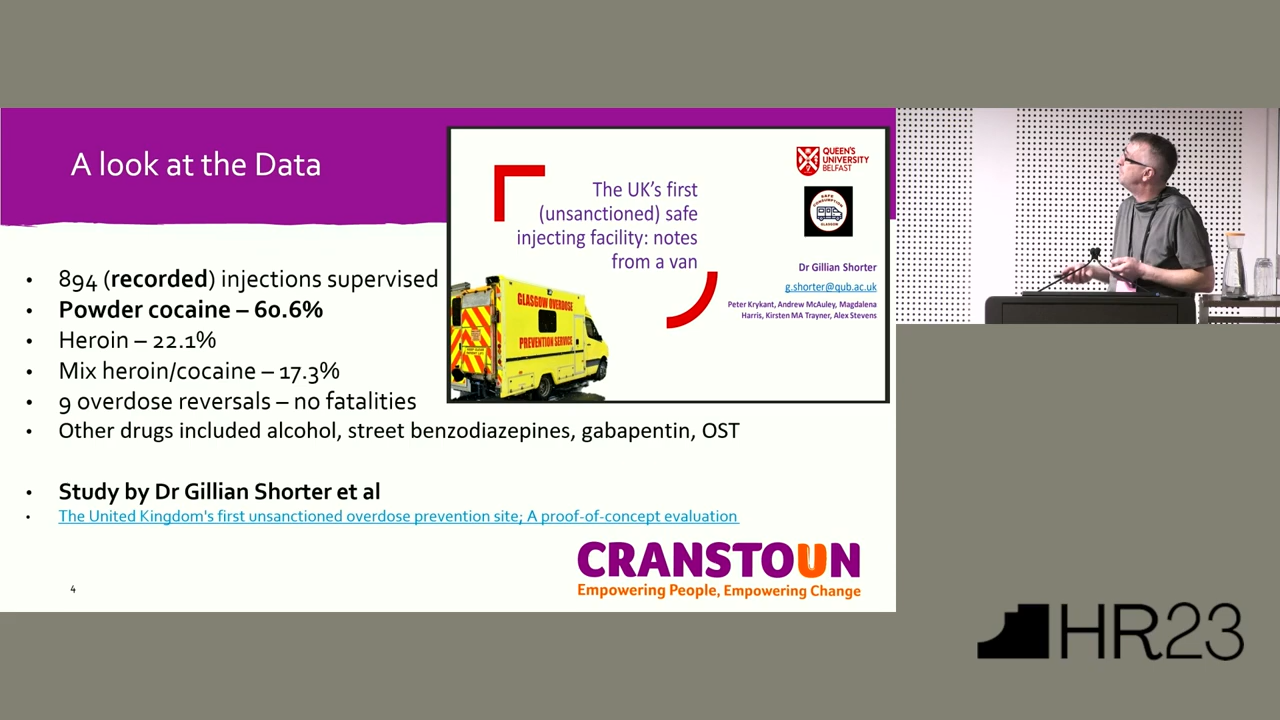 A look at the Data
894 (recorded) injections supervised
Powder cocaine – 60.6%
Heroin – 22.1%
Mix heroin/cocaine – 17.3%
9 overdose reversals – no fatalities
Other drugs included alcohol, street benzodiazepines, gabapentin, OST
Study by Dr Gillian Shorter et al
The United Kingdom's first unsanctioned overdose prevention site; A proof-of-concept evaluation
4
CRANSTOUN
Empowering People, Empowering Change
The UK's first
(unsanctioned) safe
injecting facility: notes
from a van
QUEEN'S
UNIVERSITY
BELFAST
SAFE
CONSUMPTION
GLASGOW
Dr Gillian Shorter
g.shorter@qub.ac.uk
Peter Krykant, Andrew McAuley, Magdalena
Harris, Kirsten MA Trayner, Alex Stevens
GLASGOW OVERDOSE
PREVENTION SERVICE
HR23